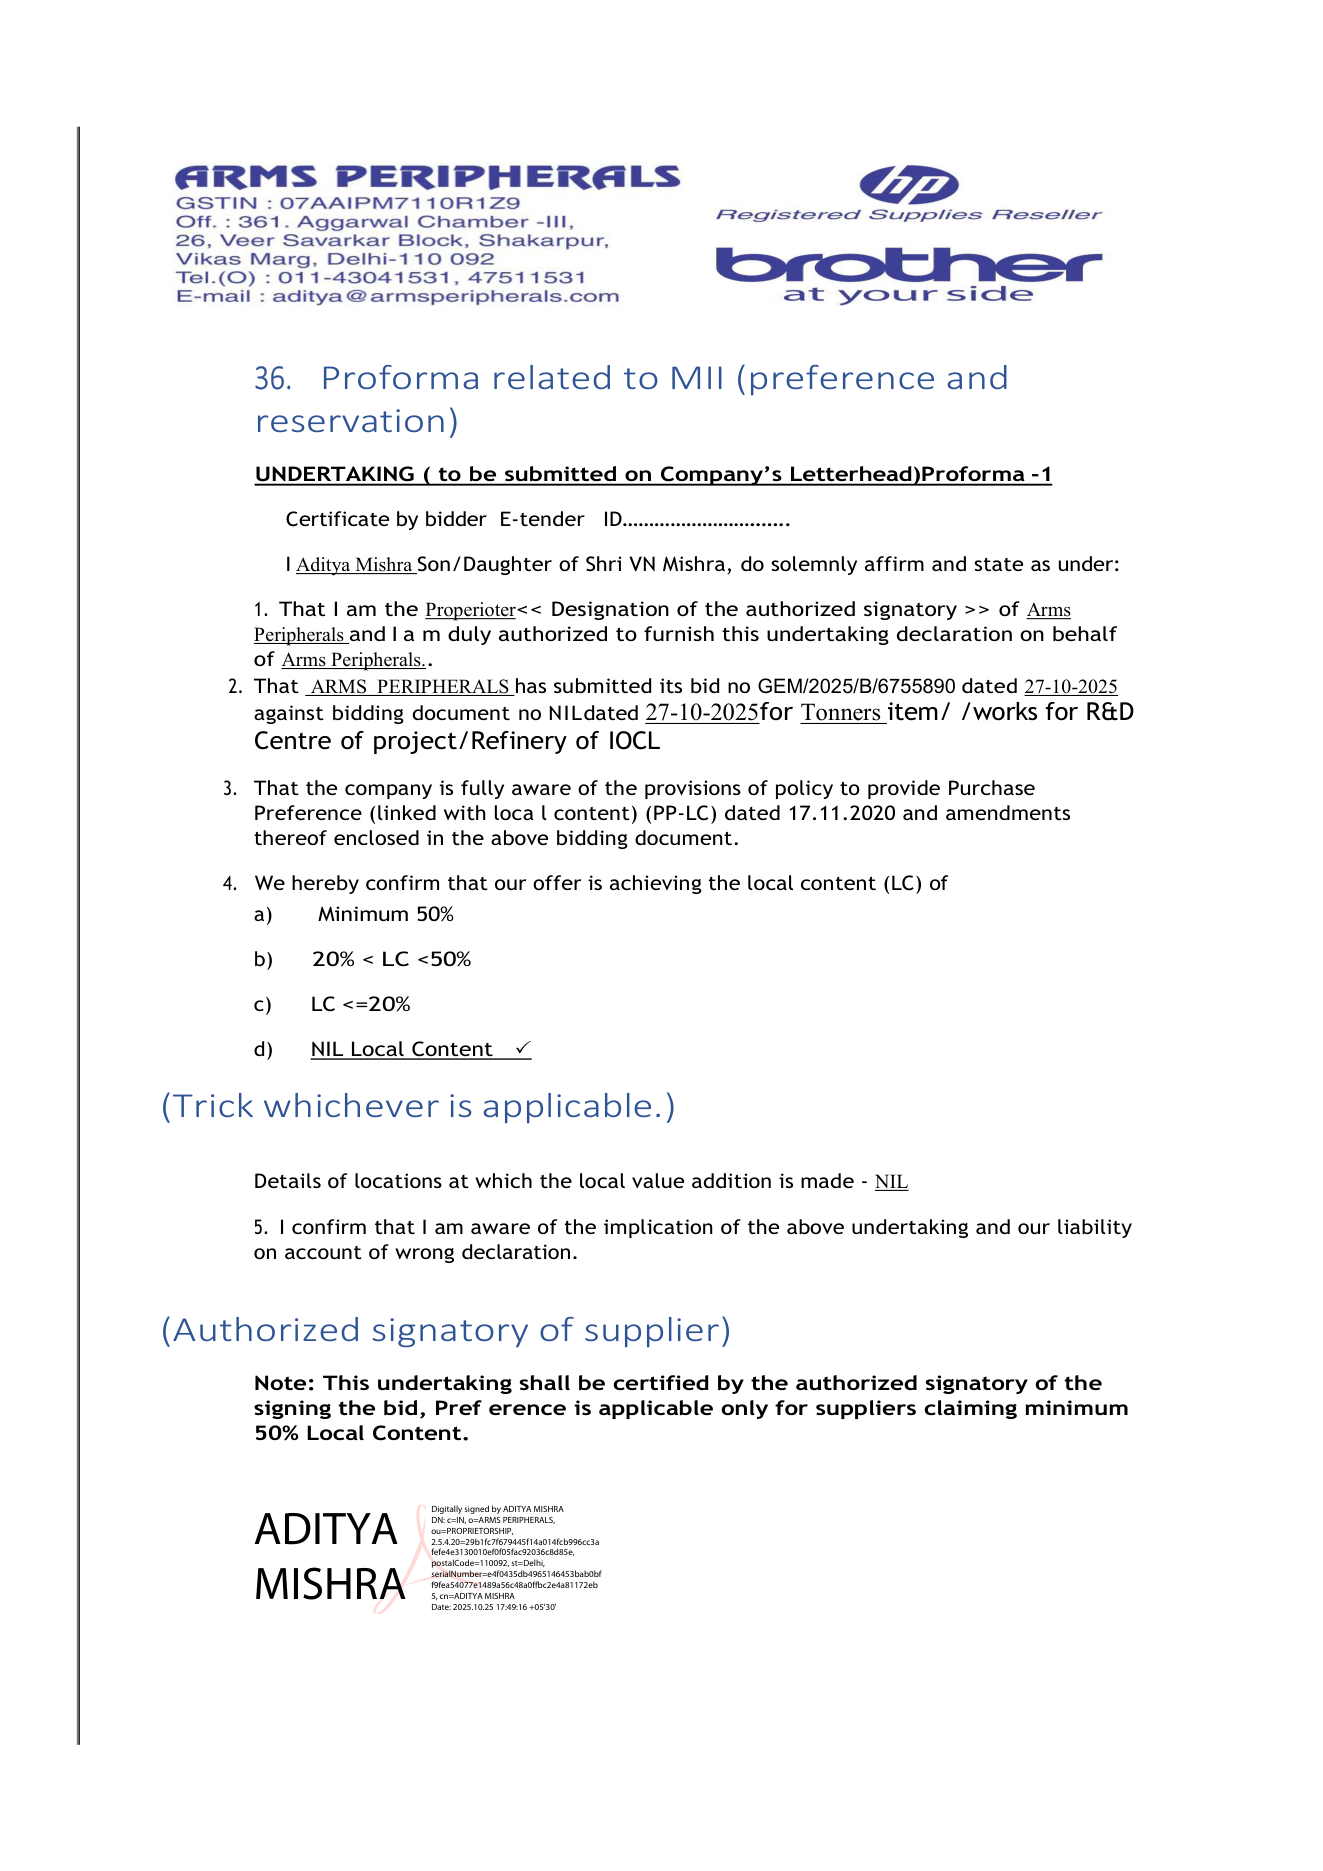 ARMS PERIPHERALS
GSTIN : 07AAIPM7110R1Z9
Off. : 361. Aggarwal Chamber -III,
26, Veer Savarkar Block, Shakarpur,
Vikas Marg, Delhi-110 092
Tel.(O) : 011-43041531, 47511531
E-mail : aditya@armsperipherals.com
hp
Registered Supplies Reseller
brother
at your side
36. Proforma related to MII (preference and
reservation)
UNDERTAKING ( to be submitted on Company's Letterhead)Proforma -1
Certificate by bidder E-tender ID................................
I Aditya Mishra Son/Daughter of Shri VN Mishra, do solemnly affirm and state as under:
1. That I am the Properioter<< Designation of the authorized signatory >> of Arms
Peripherals and I a m duly authorized to furnish this undertaking declaration on behalf
of Arms Peripherals..
2. That ARMS PERIPHERALS has submitted its bid no GEM/2025/B/6755890 dated 27-10-2025
against bidding document no NILdated 27-10-2025for Tonners item/ /works for R&D
Centre of project/Refinery of IOCL
3. That the company is fully aware of the provisions of policy to provide Purchase
Preference (linked with loca l content) (PP-LC) dated 17.11.2020 and amendments
thereof enclosed in the above bidding document.
4. We hereby confirm that our offer is achieving the local content (LC) of
a) Minimum 50%
b) 20% < LC <50%
c) LC <=20%
d) NIL Local Content ✓
(Trick whichever is applicable.)
Details of locations at which the local value addition is made - NIL
5. I confirm that I am aware of the implication of the above undertaking and our liability
on account of wrong declaration.
(Authorized signatory of supplier)
Note: This undertaking shall be certified by the authorized signatory of the
signing the bid, Pref erence is applicable only for suppliers claiming minimum
50% Local Content.
ADITYA
MISHRA
Digitally signed by ADITYA MISHRA
DN: c=IN, o=ARMS PERIPHERALS,
ou=PROPRIETORSHIP,
2.5.4.20=29b1fc7f679445f14a014fcb996cc3a
fefe4e3130010ef0f05fac92036c8d85e,
postalCode=110092, st=Delhi,
serialNumber=e4f0435db4965146453bab0bf
f9fea54077e1489a56c48a0ffbc2e4a81172eb
5, cn=ADITYA MISHRA
Date: 2025.10.25 17:49:16 +05'30'